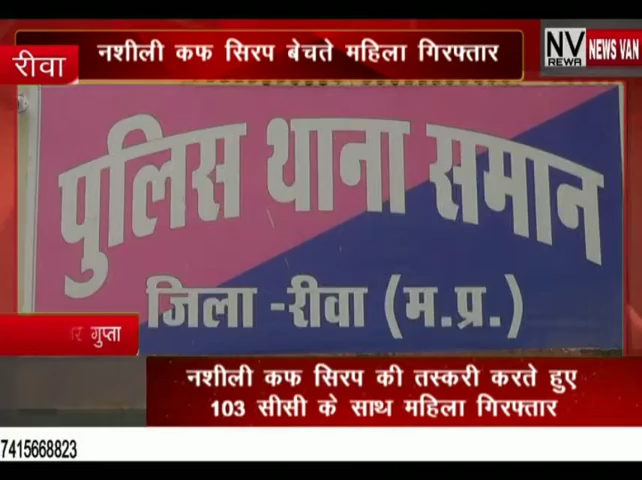 नशीली कफ सिरप बेचते महिला गिरफ्तार
रीवा
NV
REWA
NEWS VAN
पुलिस थाना समान
जिला -रीवा (म.प्र.)
गुप्ता
नशीली कफ सिरप की तस्करी करते हुए
103 सीसी के साथ महिला गिरफ्तार
7415668823